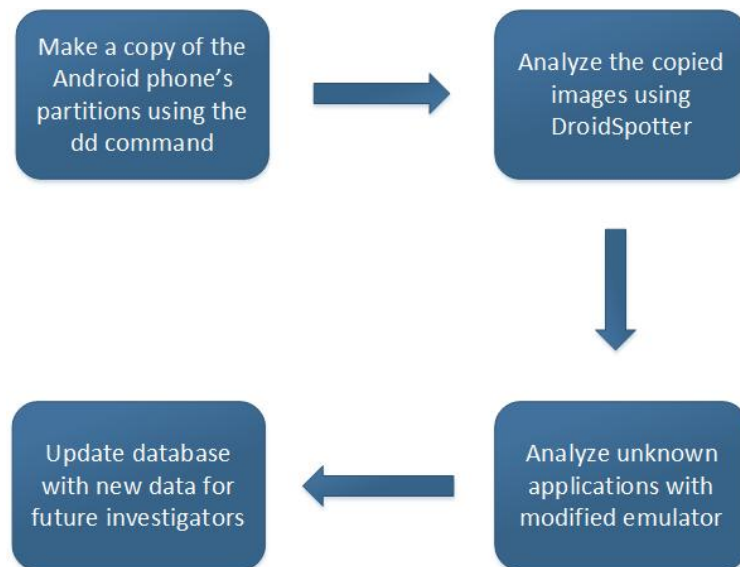 Make a copy of the
Android phone’s
partitions using the
dd command
Analyze the copied
images using
DroidSpotter
Analyze unknown
applications with
modified emulator
Update database
with new data for
future investigators